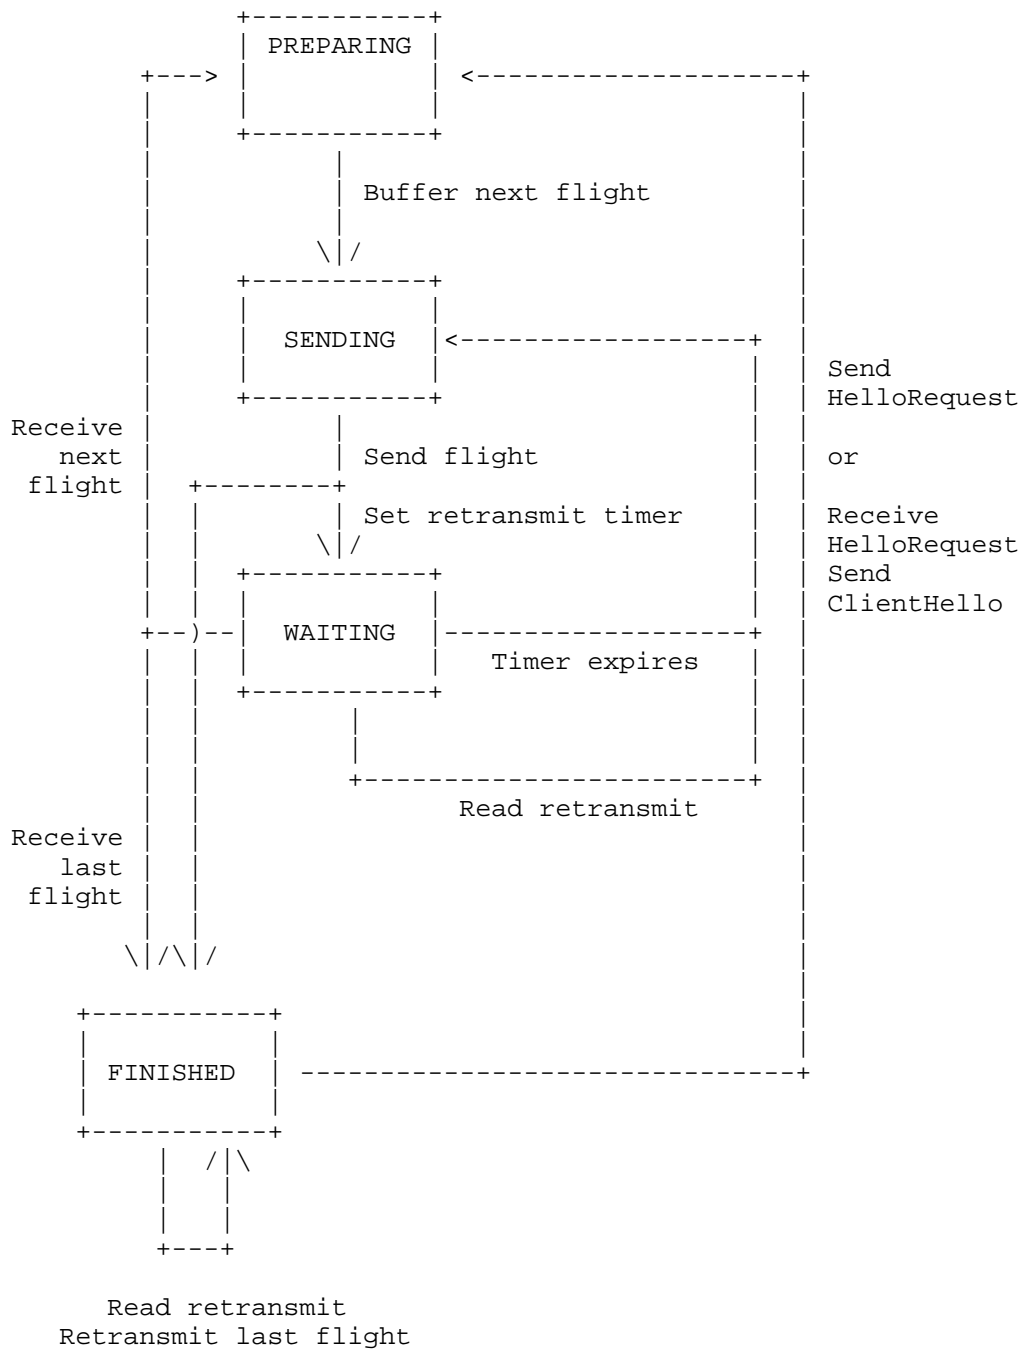 PREPARING
Buffer next flight
SENDING
Send
HelloRequest
or
Receive
HelloRequest
Send
ClientHello
Receive
next
flight
Send flight
Set retransmit timer
WAITING
Timer expires
Read retransmit
Receive
last
flight
FINISHED
Read retransmit
Retransmit last flight